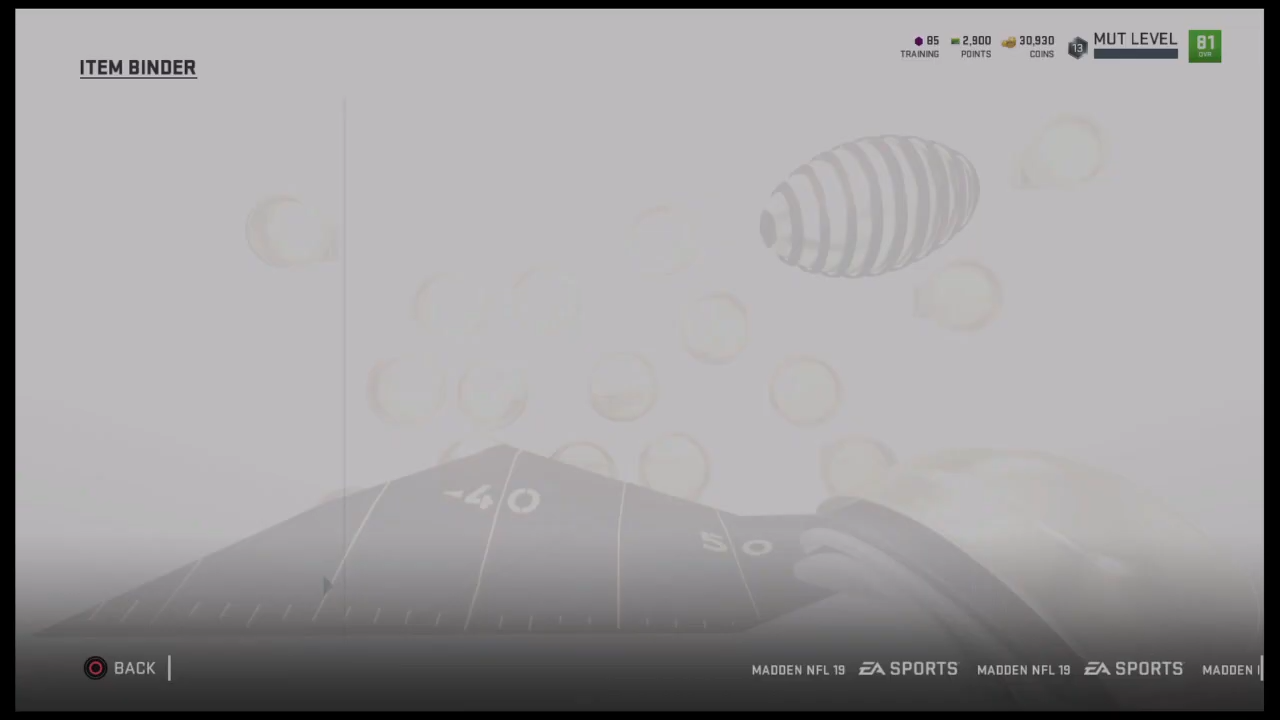 ITEM BINDER
85 TRAINING
2,900 POINTS
30,930 COINS
13
MUT LEVEL
81 OVR
40
50
BACK
MADDEN NFL 19 EA SPORTS MADDEN NFL 19 EA SPORTS MADDEN